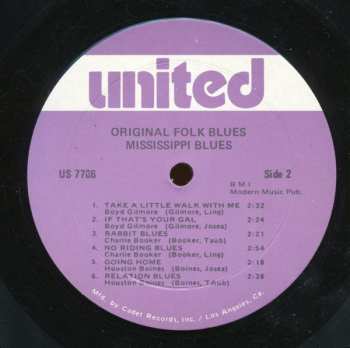 united
ORIGINAL FOLK BLUES
MISSISSIPPI BLUES
US 7786 Side 2
B M I
Modern Music Pub.
1. TAKE A LITTLE WALK WITH ME 2:32
Boyd Gilmore (Gilmore, Ling)
2. IF THAT'S YOUR GAL 2:24
Boyd Gilmore (Gilmore, Josea)
3. RABBIT BLUES 2:21
Charlie Booker (Booker, Taub)
4. NO RIDING BLUES 2:54
Charlie Booker (Booker, Ling)
5. GOING HOME 2:18
Houston Boines (Boines, Josea)
6. RELATION BLUES 2:38
Houston Boines (Boines, Taub)
Mfg. by Cadet Records, Inc. / Los Angeles, Ca.